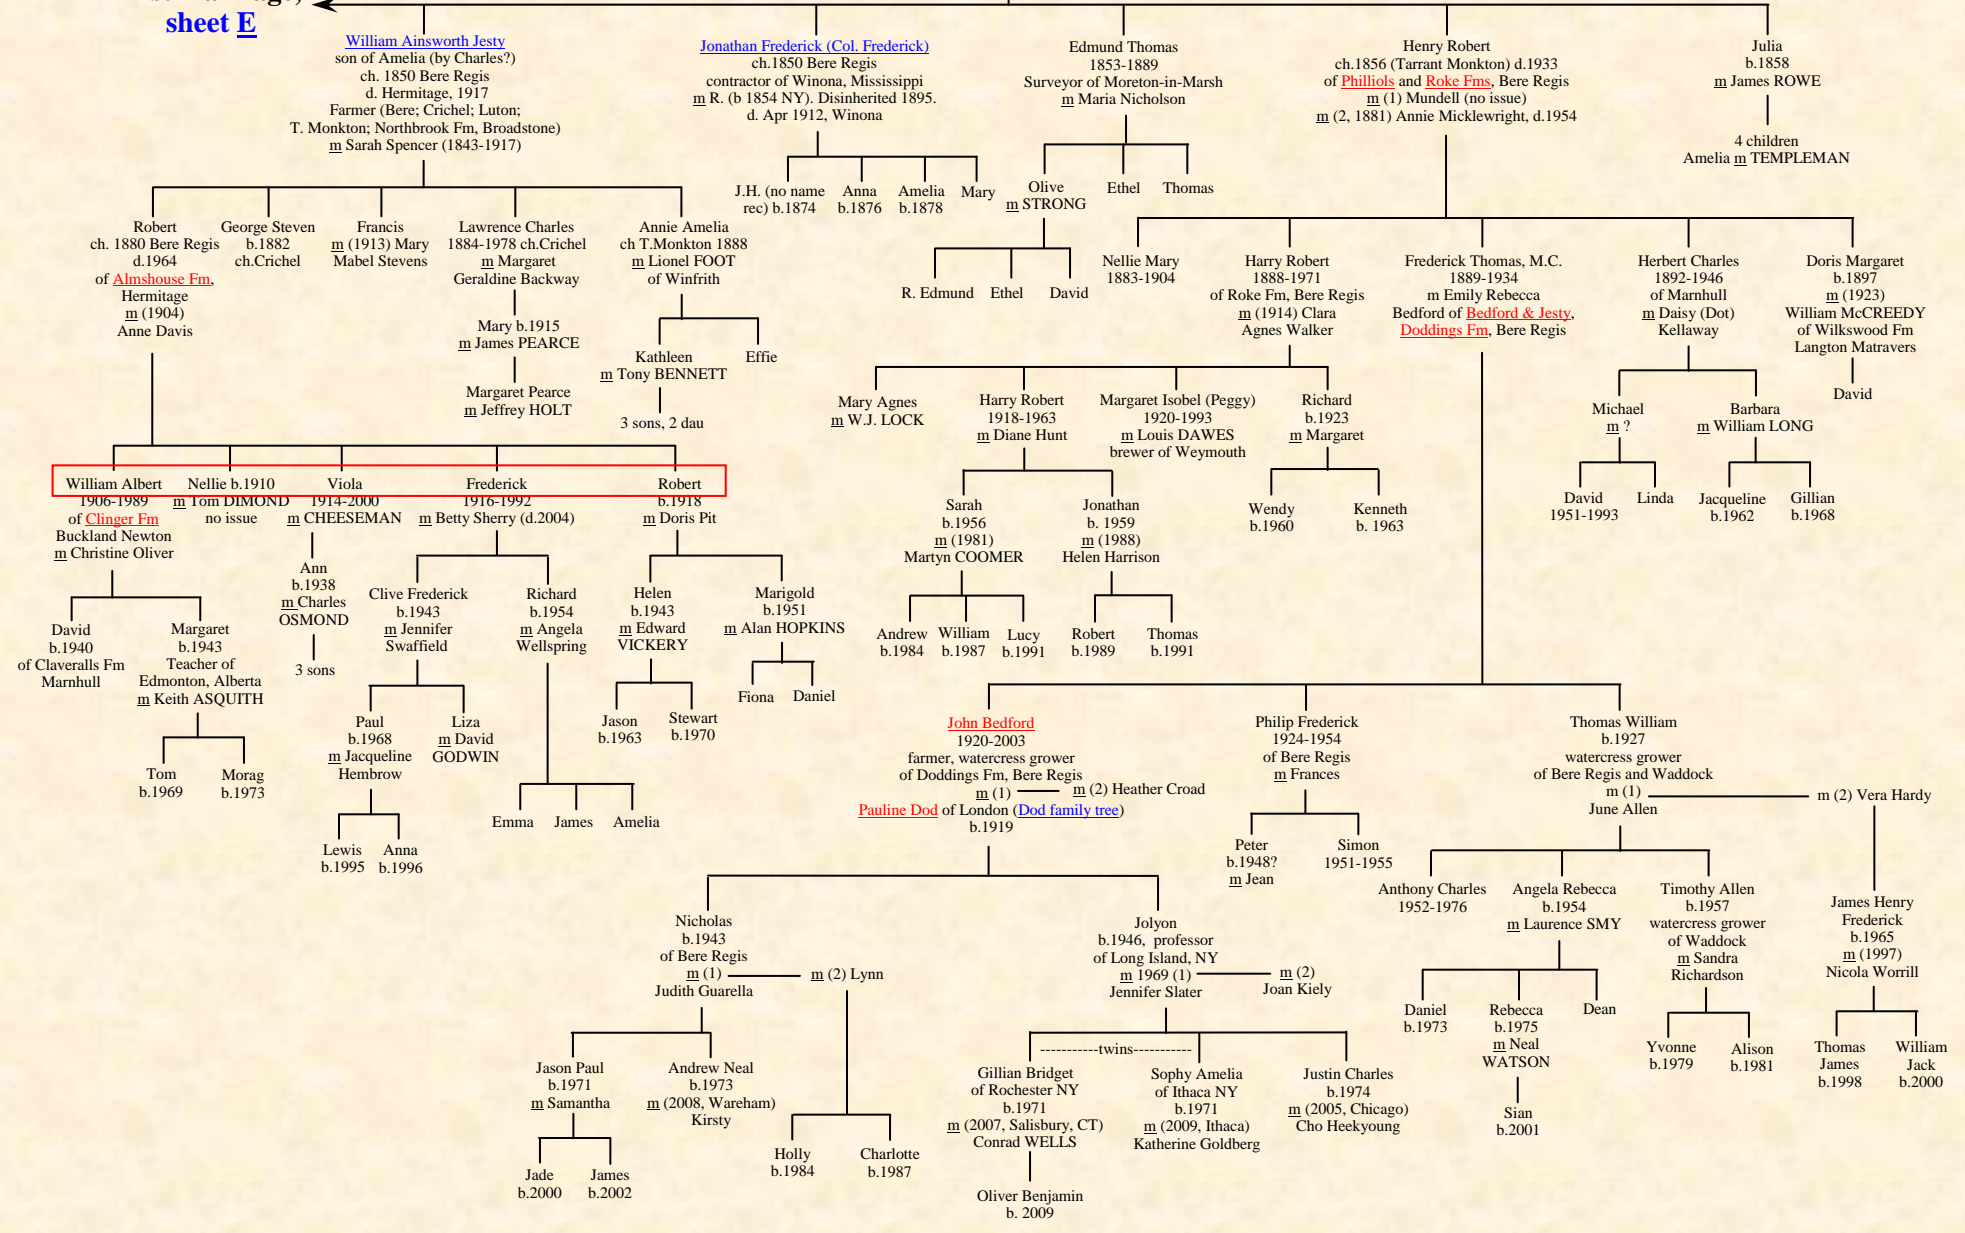 sheet E
William Ainsworth Jesty
son of Amelia (by Charles?)
ch. 1850 Bere Regis
d. Hermitage, 1917
Farmer (Bere; Crichel; Luton;
T. Monkton; Northbrook Fm, Broadstone)
m Sarah Spencer (1843-1917)
Jonathan Frederick (Col. Frederick)
ch.1850 Bere Regis
contractor of Winona, Mississippi
m R. (b 1854 NY). Disinherited 1895.
d. Apr 1912, Winona
Edmund Thomas
1853-1889
Surveyor of Moreton-in-Marsh
m Maria Nicholson
Henry Robert
ch.1856 (Tarrant Monkton) d.1933
of Philliols and Roke Fms, Bere Regis
m (1) Mundell (no issue)
m (2, 1881) Annie Micklewright, d.1954
Julia
b.1858
m James ROWE
4 children
Amelia m TEMPLEMAN
J.H. (no name
rec) b.1874
Anna
b.1876
Amelia
b.1878
Mary
Olive
m STRONG
Ethel
Thomas
Robert
ch. 1880 Bere Regis
d.1964
of Almshouse Fm,
Hermitage
m (1904)
Anne Davis
George Steven
b.1882
ch.Crichel
Francis
m (1913) Mary
Mabel Stevens
Lawrence Charles
1884-1978 ch.Crichel
m Margaret
Geraldine Backway
Annie Amelia
ch T.Monkton 1888
m Lionel FOOT
of Winfrith
R. Edmund
Ethel
David
Nellie Mary
1883-1904
Harry Robert
1888-1971
of Roke Fm, Bere Regis
m (1914) Clara
Agnes Walker
Frederick Thomas, M.C.
1889-1934
m Emily Rebecca
Bedford of Bedford & Jesty,
Doddings Fm, Bere Regis
Herbert Charles
1892-1946
of Marnhull
m Daisy (Dot)
Kellaway
Doris Margaret
b.1897
m (1923)
William McCREEDY
of Wilkswood Fm
Langton Matravers
David
Mary b.1915
m James PEARCE
Margaret Pearce
m Jeffrey HOLT
Kathleen
m Tony BENNETT
Effie
3 sons, 2 dau
Mary Agnes
m W.J. LOCK
Harry Robert
1918-1963
m Diane Hunt
Margaret Isobel (Peggy)
1920-1993
m Louis DAWES
brewer of Weymouth
Richard
b.1923
m Margaret
Michael
m ?
Barbara
m William LONG
William Albert
1906-1989
of Clinger Fm
Buckland Newton
m Christine Oliver
Nellie b.1910
m Tom DIMOND
no issue
Viola
1914-2000
m CHEESEMAN
Frederick
1916-1992
m Betty Sherry (d.2004)
Robert
b.1918
m Doris Pit
Sarah
b.1956
m (1981)
Martyn COOMER
Jonathan
b. 1959
m (1988)
Helen Harrison
Wendy
b.1960
Kenneth
b. 1963
David
1951-1993
Linda
Jacqueline
b.1962
Gillian
b.1968
David
b.1940
of Claveralls Fm
Marnhull
Margaret
b.1943
Teacher of
Edmonton, Alberta
m Keith ASQUITH
Ann
b.1938
m Charles
OSMOND
3 sons
Clive Frederick
b.1943
m Jennifer
Swaffield
Richard
b.1954
m Angela
Wellspring
Helen
b.1943
m Edward
VICKERY
Marigold
b.1951
m Alan HOPKINS
Andrew
b.1984
William
b.1987
Lucy
b.1991
Robert
b.1989
Thomas
b.1991
Tom
b.1969
Morag
b.1973
Paul
b.1968
m Jacqueline
Hembrow
Liza
m David
GODWIN
Jason
b.1963
Stewart
b.1970
Fiona
Daniel
Lewis
b.1995
Anna
b.1996
Emma
James
Amelia
John Bedford
1920-2003
farmer, watercress grower
of Doddings Fm, Bere Regis
m (1)
m (2) Heather Croad
Pauline Dod of London (Dod family tree)
b.1919
Philip Frederick
1924-1954
of Bere Regis
m Frances
Thomas William
b.1927
watercress grower
of Bere Regis and Waddock
m (1)
m (2) Vera Hardy
June Allen
Peter
b.1948?
m Jean
Simon
1951-1955
Anthony Charles
1952-1976
Angela Rebecca
b.1954
m Laurence SMY
Timothy Allen
b.1957
watercress grower
of Waddock
m Sandra
Richardson
James Henry
Frederick
b.1965
m (1997)
Nicola Worrill
Nicholas
b.1943
of Bere Regis
m (1)
m (2) Lynn
Judith Guarella
Jolyon
b.1946, professor
of Long Island, NY
m 1969 (1)
m (2)
Joan Kiely
Jennifer Slater
Daniel
b.1973
Rebecca
b.1975
m Neal
WATSON
Dean
Sian
b.2001
Yvonne
b.1979
Alison
b.1981
Thomas
James
b.1998
William
Jack
b.2000
Jason Paul
b.1971
m Samantha
Andrew Neal
b.1973
m (2008, Wareham)
Kirsty
Jade
b.2000
James
b.2002
Holly
b.1984
Charlotte
b.1987
-----------twins-----------
Gillian Bridget
of Rochester NY
b.1971
m (2007, Salisbury, CT)
Conrad WELLS
Sophy Amelia
of Ithaca NY
b.1971
m (2009, Ithaca)
Katherine Goldberg
Justin Charles
b.1974
m (2005, Chicago)
Cho Heekyoung
Oliver Benjamin
b. 2009